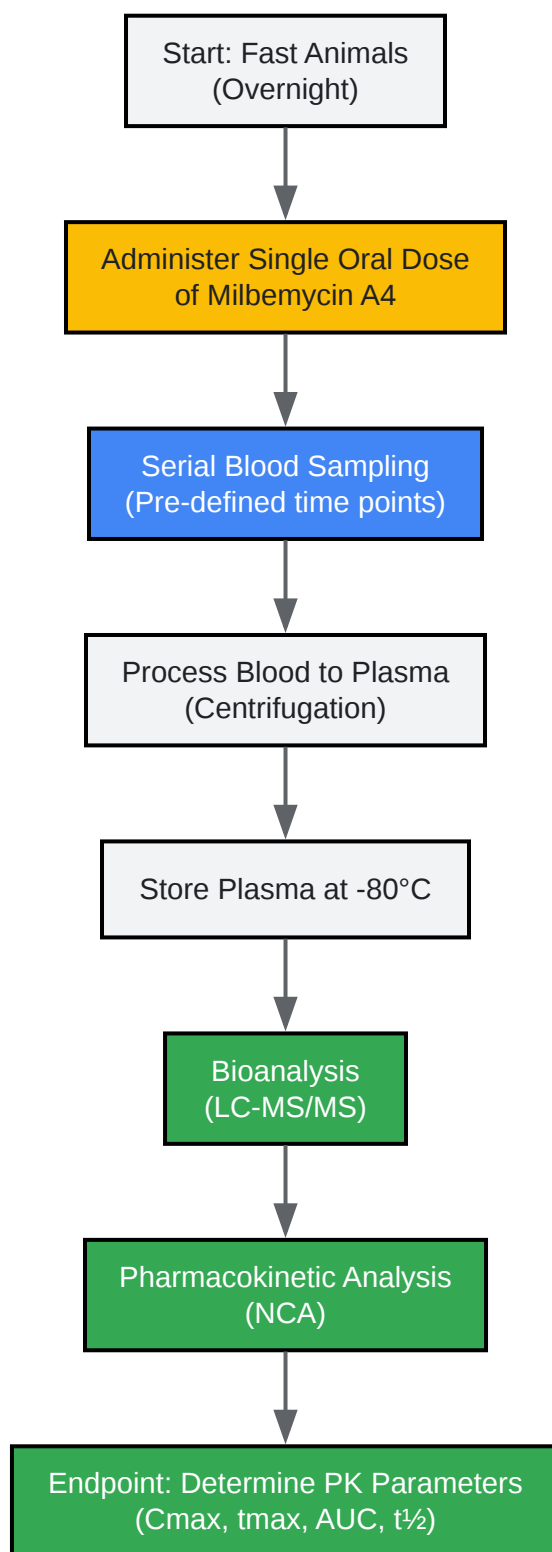 Start: Fast Animals
(Overnight)
Administer Single Oral Dose
of Milbemycin A4
Serial Blood Sampling
(Pre-defined time points)
Process Blood to Plasma
(Centrifugation)
Store Plasma at -80°C
Bioanalysis
(LC-MS/MS)
Pharmacokinetic Analysis
(NCA)
Endpoint: Determine PK Parameters
(Cmax, tmax, AUC, t½)